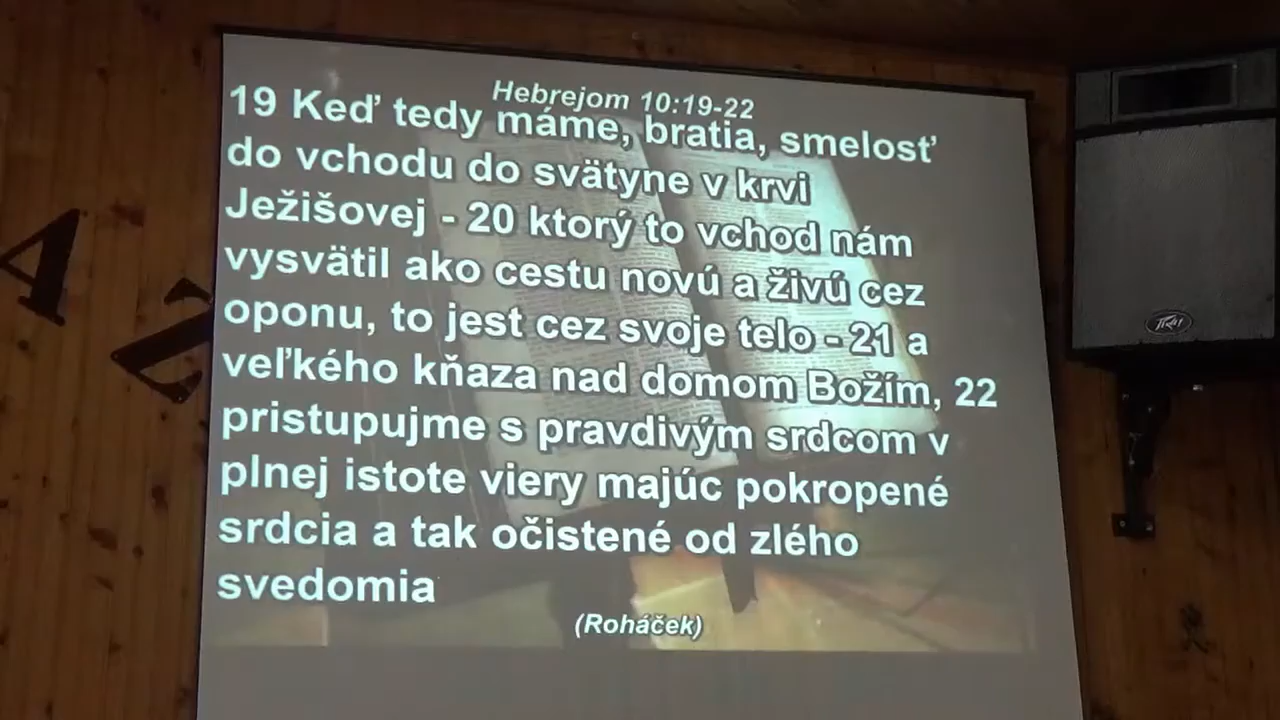 Hebrejom 10:19-22
19 Keď tedy máme, bratia, smelosť
do vchodu do svätyne v krvi
Ježišovej - 20 ktorý to vchod nám
vysvätil ako cestu novú a živú cez
oponu, to jest cez svoje telo - 21 a
veľkého kňaza nad domom Božím, 22
pristupujme s pravdivým srdcom v
plnej istote viery majúc pokropené
srdcia a tak očistené od zlého
svedomia
(Roháček)
A
Z
PEAVEY